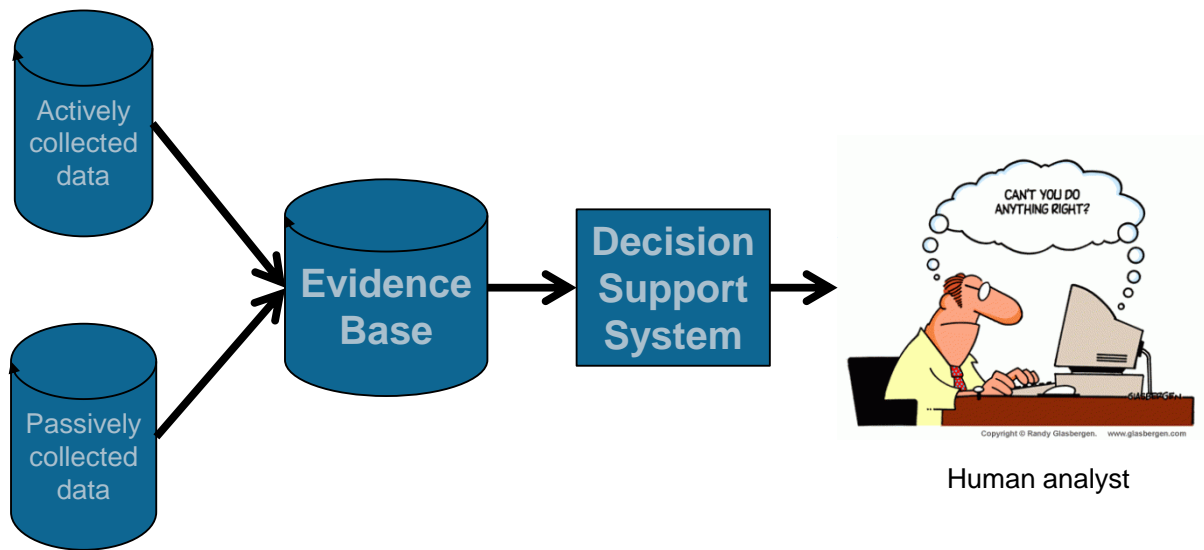 Actively
collected
data
Passively
collected
data
Evidence
Base
Decision
Support
System
CAN'T YOU DO
ANYTHING RIGHT?
GLASBERGEN
Copyright © Randy Glasbergen. www.glasbergen.com
Human analyst